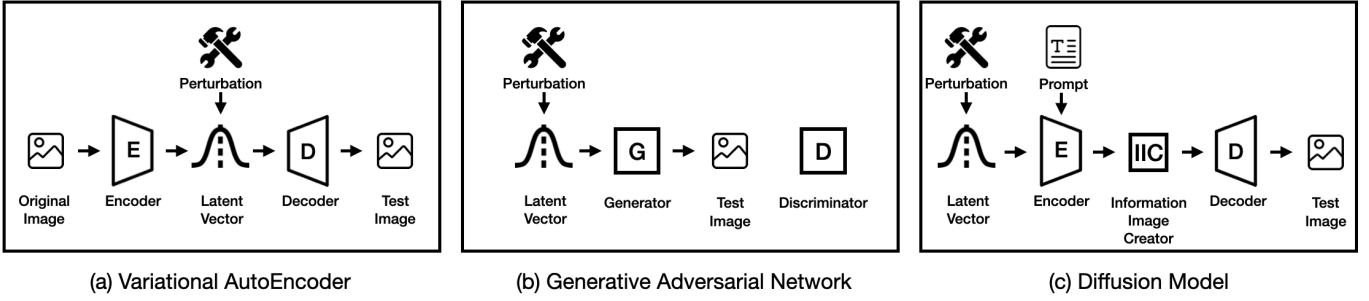 Perturbation
E
D
Original
Image
Encoder
Latent
Vector
Decoder
Test
Image
(a) Variational AutoEncoder
Perturbation
G
D
Latent
Vector
Generator
Test
Image
Discriminator
(b) Generative Adversarial Network
Perturbation
T
Prompt
E
IIC
D
Latent
Vector
Encoder
Information
Image
Creator
Decoder
Test
Image
(c) Diffusion Model